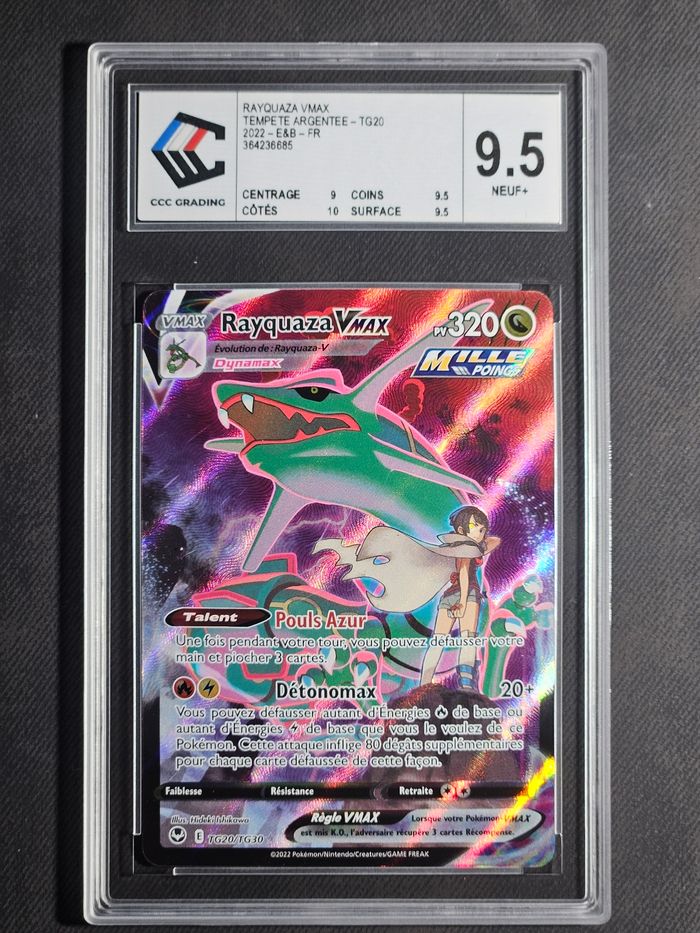 RAYQUAZA VMAX
TEMPETE ARGENTEE – TG20
2022 – E&B – FR
364236685
CCC GRADING
CENTRAGE 9 COINS 9.5
CÔTÉS 10 SURFACE 9.5
9.5
NEUF+
VMAX
Rayquaza VMAX
PV 320
Évolution de : Rayquaza-V
Dynamax
MILLE POINGS
Talent Pouls Azur
Une fois pendant votre tour, vous pouvez défausser votre
main et piocher 3 cartes.
Détonomax 20+
Vous pouvez défausser autant d'Énergies de base ou
autant d'Énergies de base que vous le voulez de ce
Pokémon. Cette attaque inflige 80 dégâts supplémentaires
pour chaque carte défaussée de cette façon.
Faiblesse Résistance Retraite
Illus. Hideki Ishikawa
Règle VMAX Lorsque votre Pokémon-VMAX
est mis K.O., l'adversaire récupère 3 cartes Récompense.
E TG20/TG30
©2022 Pokémon/Nintendo/Creatures/GAME FREAK